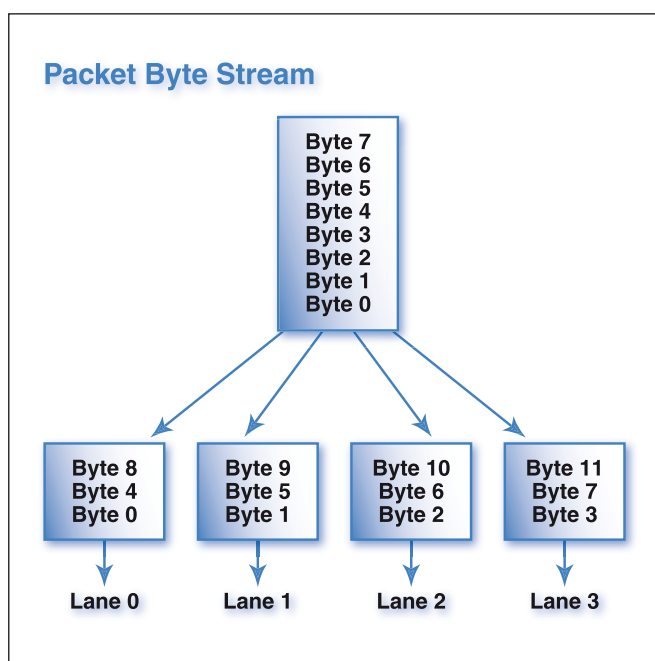 Packet Byte Stream
Byte 7
Byte 6
Byte 5
Byte 4
Byte 3
Byte 2
Byte 1
Byte 0
Byte 8
Byte 4
Byte 0
Byte 9
Byte 5
Byte 1
Byte 10
Byte 6
Byte 2
Byte 11
Byte 7
Byte 3
Lane 0
Lane 1
Lane 2
Lane 3